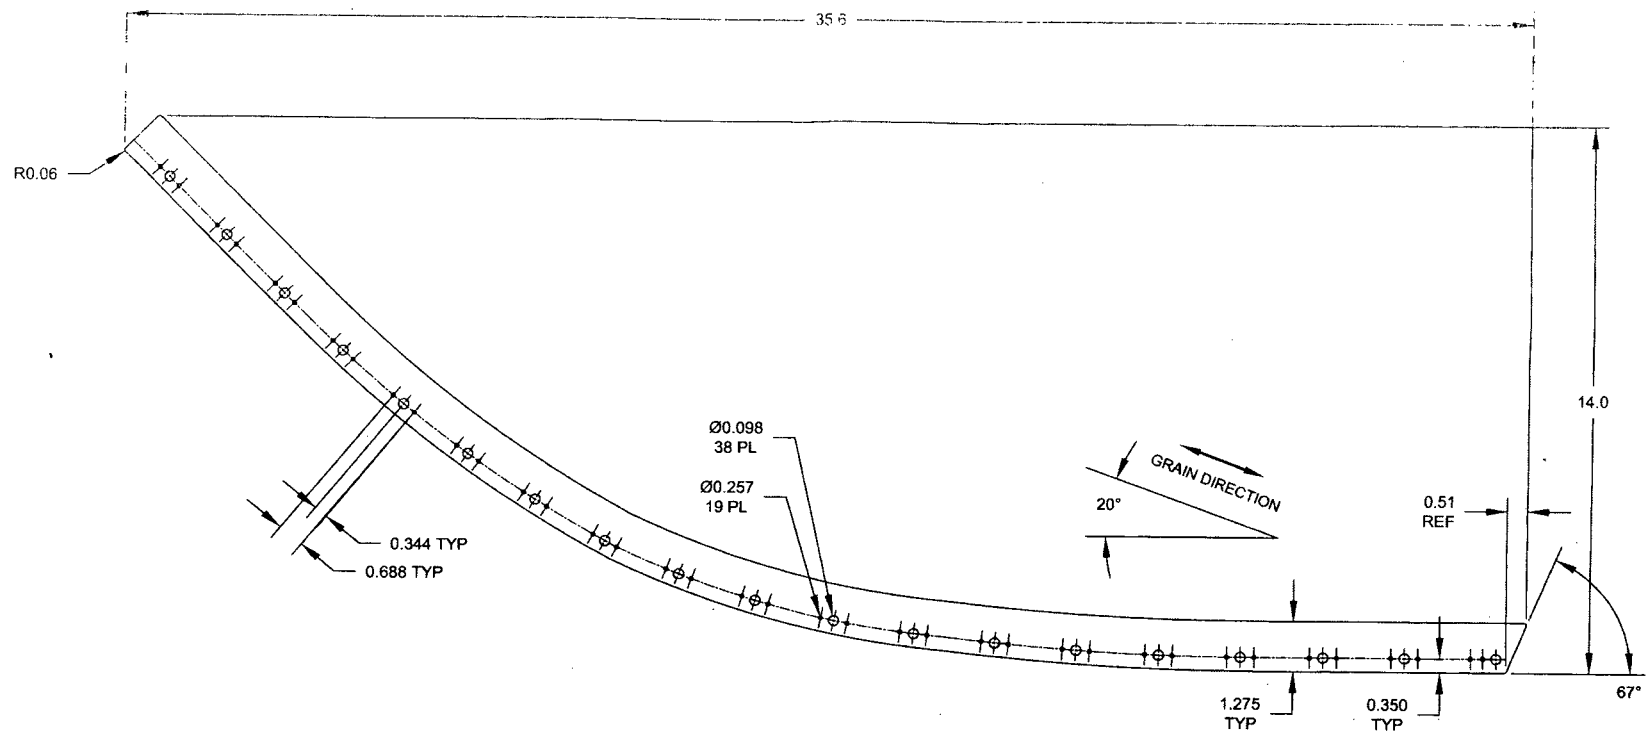 35.6
R0.06
14.0
Ø0.098
38 PL
Ø0.257
19 PL
GRAIN DIRECTION
20°
0.51
REF
0.344 TYP
0.688 TYP
1.275
TYP
0.350
TYP
67°